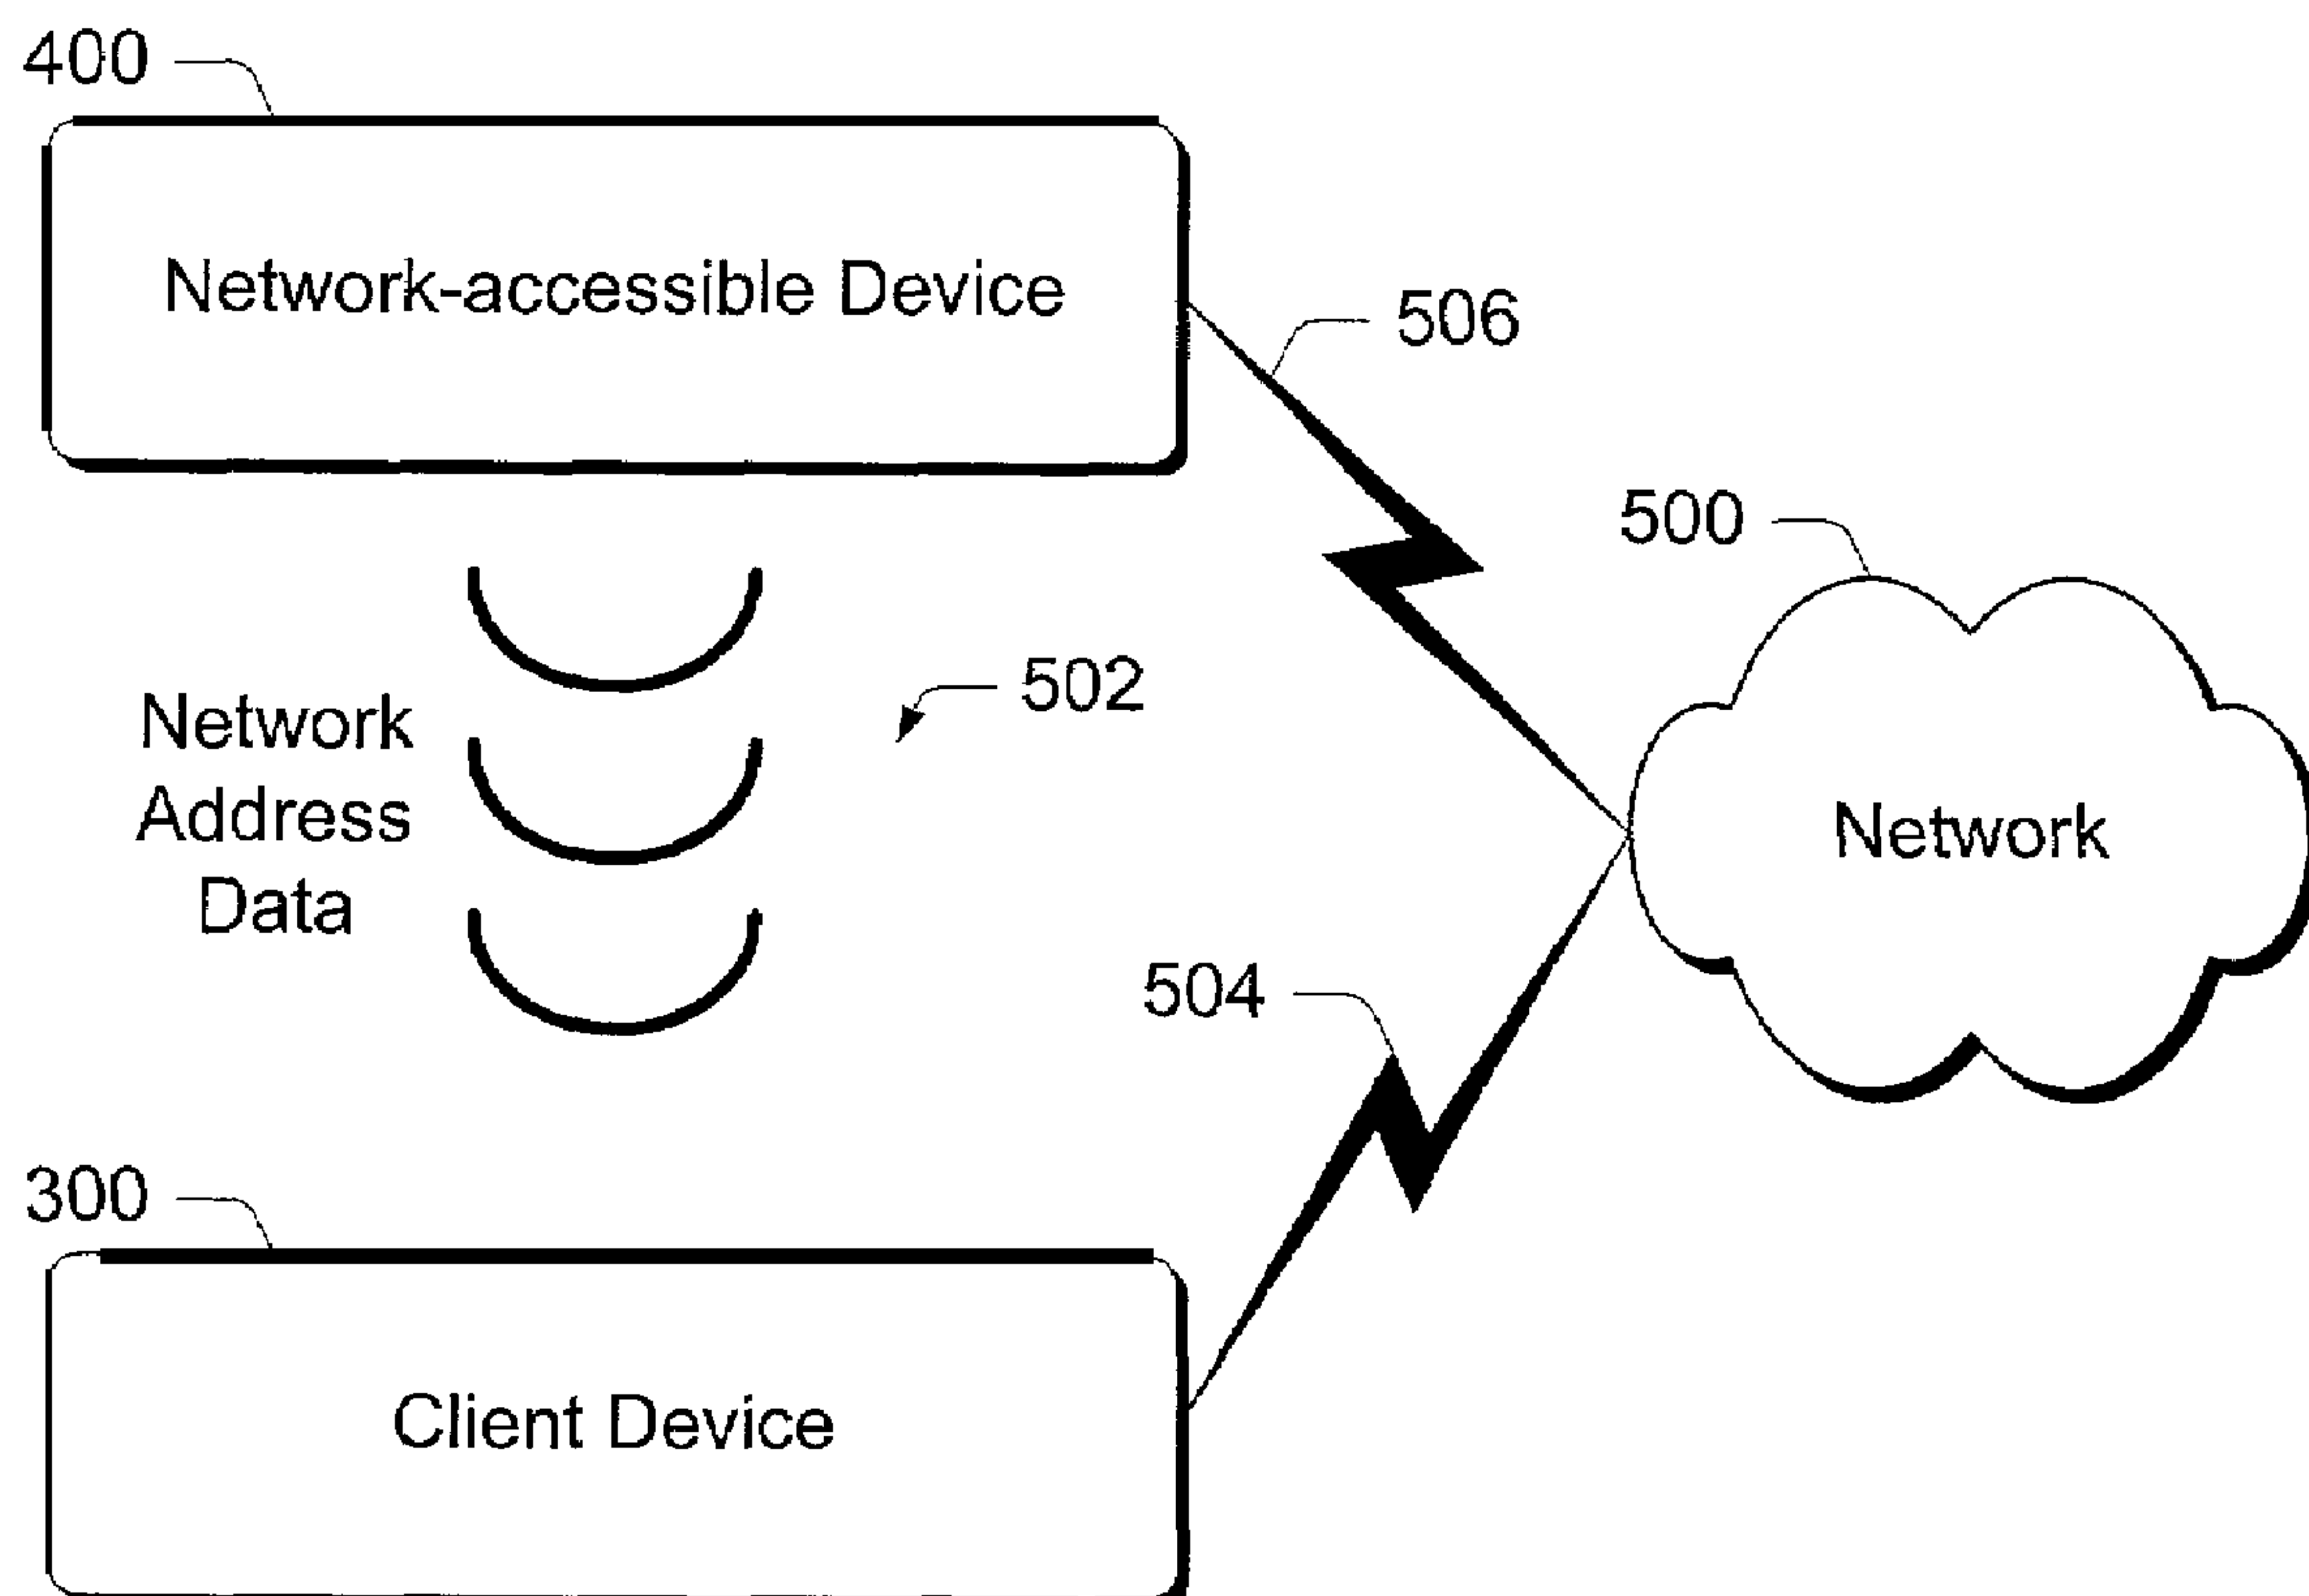 400
Network-accessible Device
506
500
502
Network
Address
Data
Network
504
300
Client Device